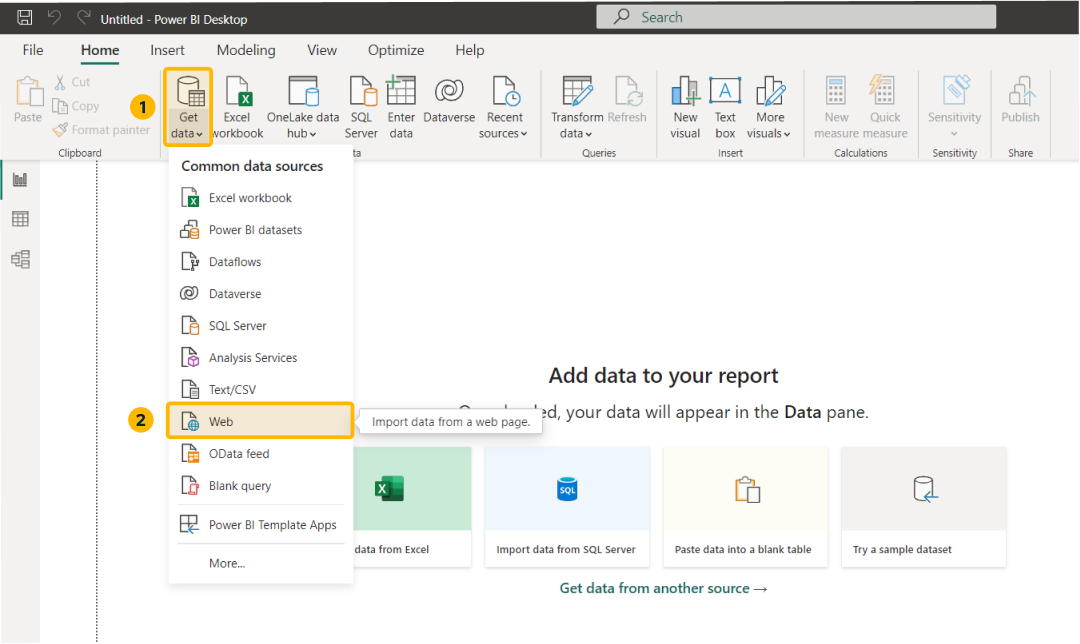 Untitled - Power BI Desktop
Search
File Home Insert Modeling View Optimize Help
Paste
Cut
Copy
Format painter
Clipboard
1
Get
data
Excel
workbook
OneLake data
hub
SQL
Server
Enter
data
Dataverse
Recent
sources
ta
Transform
data
Refresh
Queries
New
visual
Text
box
More
visuals
Insert
New
measure
Quick
measure
Calculations
Sensitivity
Sensitivity
Publish
Share
Common data sources
Excel workbook
Power BI datasets
Dataflows
Dataverse
SQL Server
Analysis Services
Text/CSV
2
Web
Import data from a web page.
OData feed
Blank query
Power BI Template Apps
More...
Add data to your report
ed, your data will appear in the Data pane.
SQL
data from Excel
Import data from SQL Server
Paste data into a blank table
Try a sample dataset
Get data from another source →